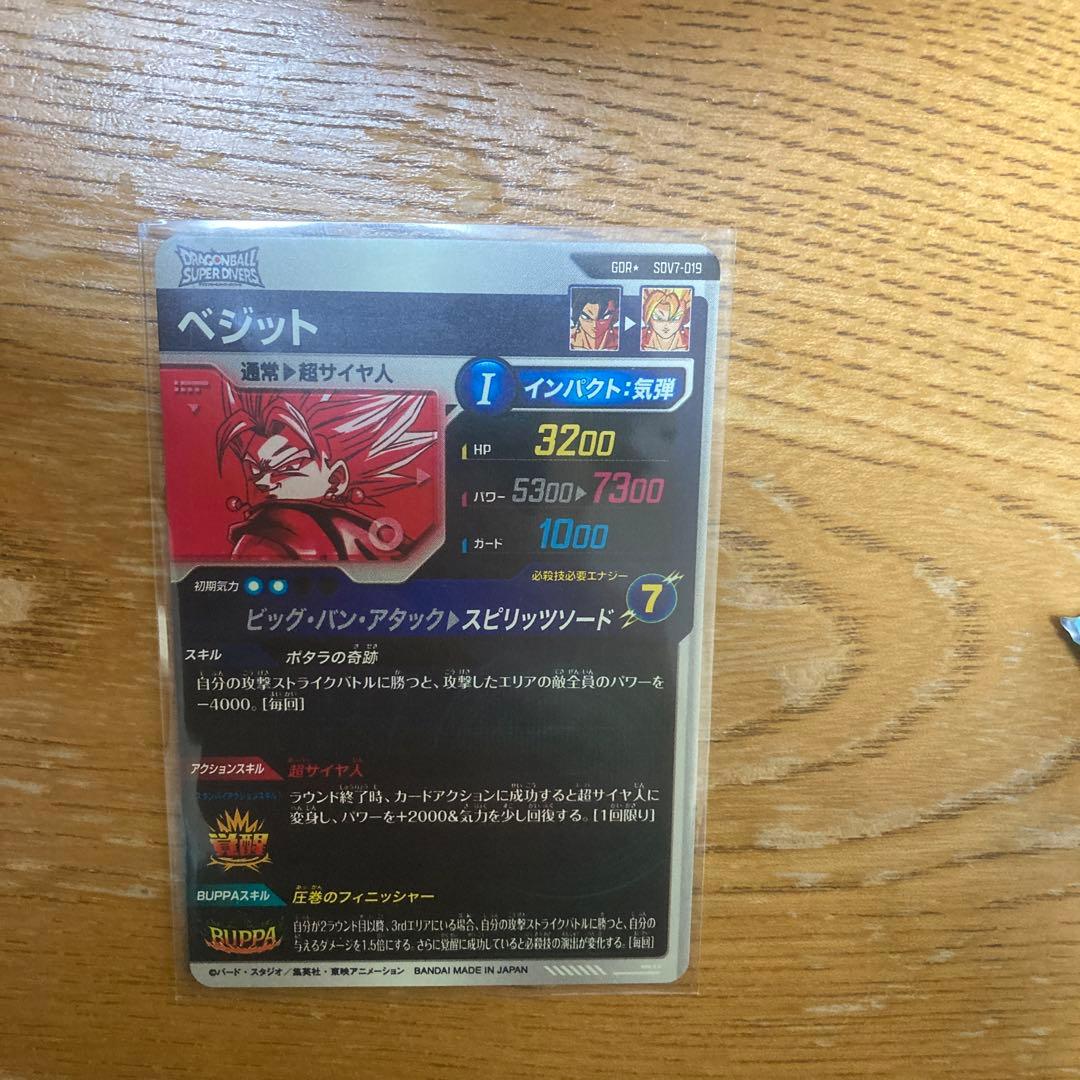 DRAGONBALL
SUPER DIVERS
GDR★ SDV7-019
ベジット
通常▶超サイヤ人
I インパクト:気弾
HP 3200
パワー 5300▶7300
ガード 1000
初期気力
必殺技必要エナジー
7
ビッグ・バン・アタック▶スピリッツソード
スキル ポタラの奇跡
自分の攻撃ストライクバトルに勝つと、攻撃したエリアの敵全員のパワーを
-4000。[毎回]
アクションスキル 超サイヤ人
スタンバイアクションスキル
ラウンド終了時、カードアクションに成功すると超サイヤ人に
変身し、パワーを+2000&気力を少し回復する。[1回限り]
覚醒
BUPPAスキル 圧巻のフィニッシャー
BUPPA
自分が2ラウンド目以降、3rdエリアにいる場合、自分の攻撃ストライクバトルに勝つと、自分の
与えるダメージを1.5倍にする。さらに覚醒に成功していると必殺技の演出が変化する。[毎回]
©バード・スタジオ/集英社・東映アニメーション BANDAI MADE IN JAPAN